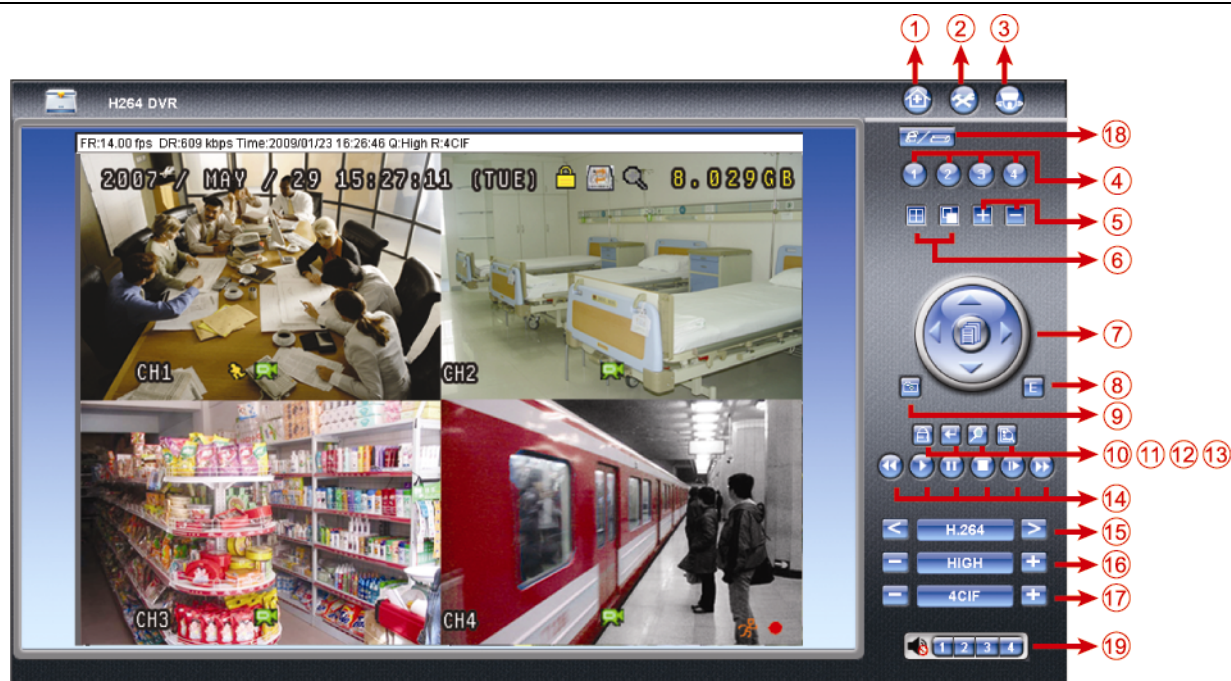 ① ② ③
H264 DVR
FR:14.00 fps DR:609 kbps Time:2009/01/23 16:26:46 Q:High R:4CIF
2007 / MAY / 29 15:27:11 (TUE) 8.029GB
⑱
1 2 3 4
④
⑤
⑥
⑦
CH1
CH2
E
⑧
⑨
⑩ ⑪ ⑫ ⑬
⑭
< H.264 >
⑮
- HIGH +
⑯
- 4CIF +
⑰
CH3
CH4
1 2 3 4
⑲